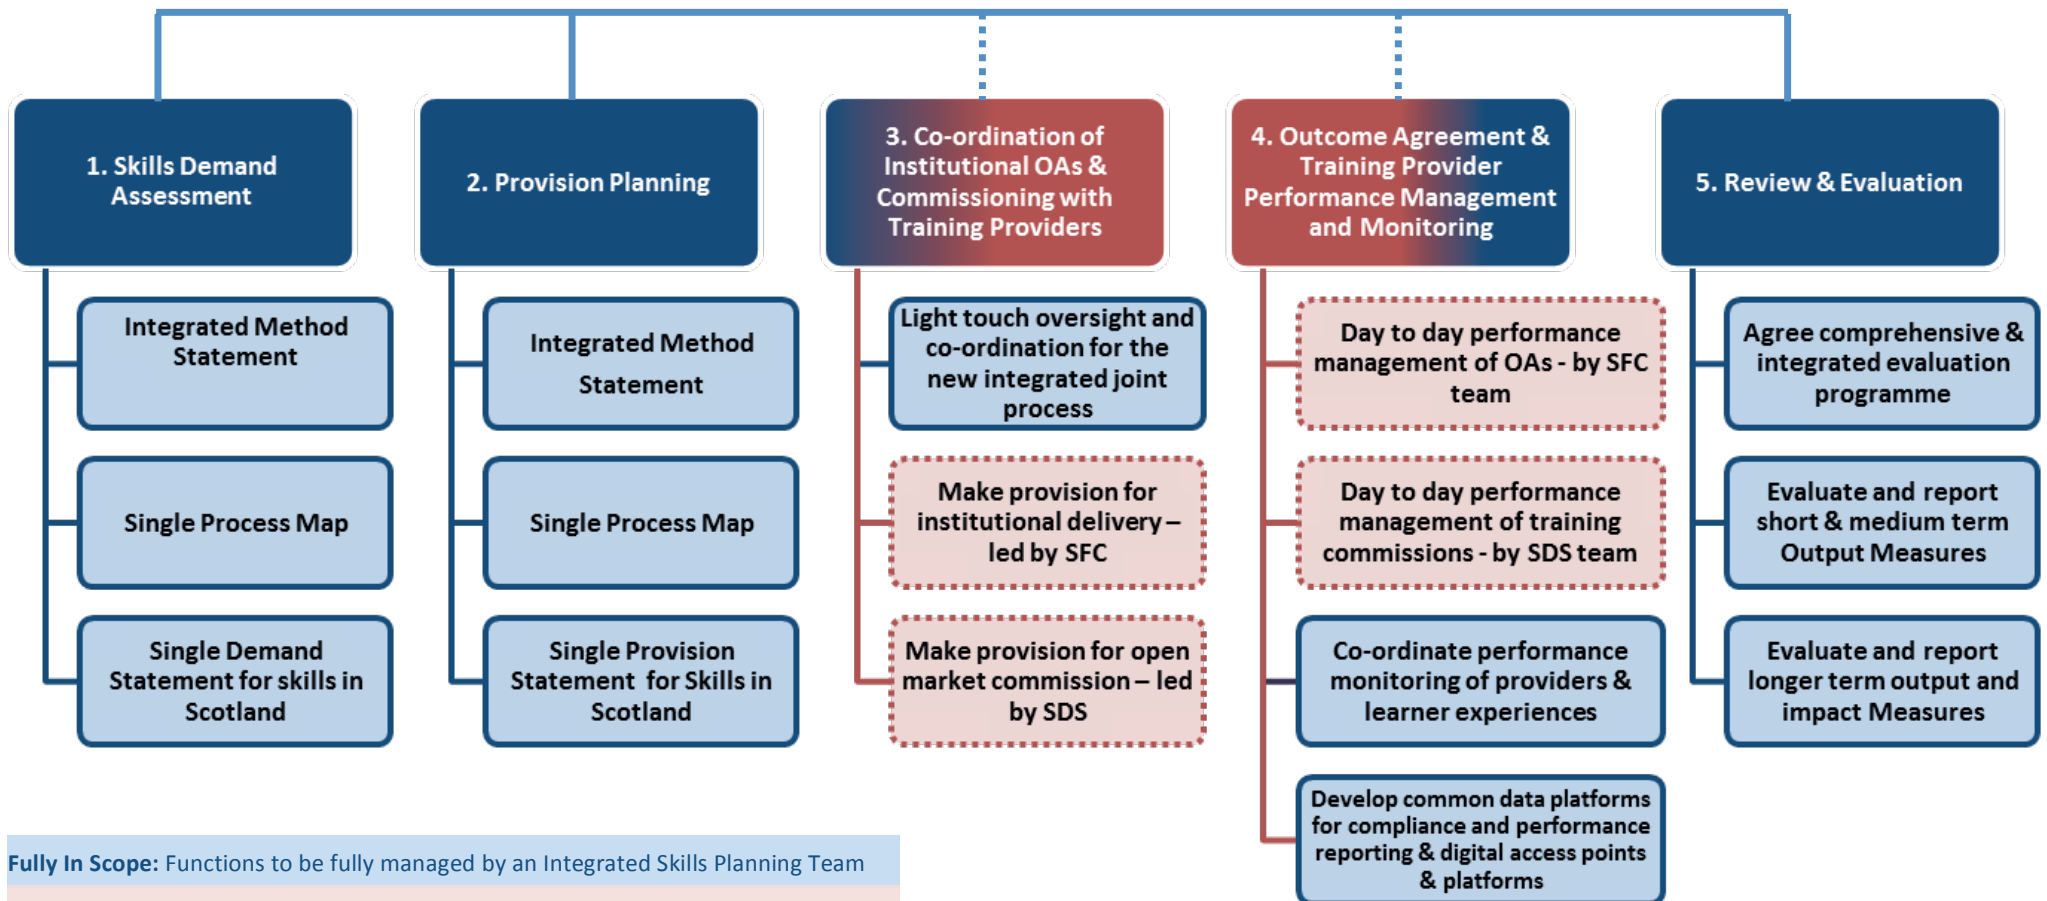 1. Skills Demand
Assessment
2. Provision Planning
3. Co-ordination of
Institutional OAs &
Commissioning with
Training Providers
4. Outcome Agreement &
Training Provider
Performance Management
and Monitoring
5. Review & Evaluation
Integrated Method
Statement
Single Process Map
Single Demand
Statement for skills in
Scotland
Integrated Method
Statement
Single Process Map
Single Provision
Statement for Skills in
Scotland
Light touch oversight and
co-ordination for the
new integrated joint
process
Make provision for
institutional delivery –
led by SFC
Make provision for open
market commission – led
by SDS
Day to day performance
management of OAs - by SFC
team
Day to day performance
management of training
commissions - by SDS team
Co-ordinate performance
monitoring of providers &
learner experiences
Develop common data platforms
for compliance and performance
reporting & digital access points
& platforms
Agree comprehensive &
integrated evaluation
programme
Evaluate and report
short & medium term
Output Measures
Evaluate and report
longer term output and
impact Measures
Fully In Scope: Functions to be fully managed by an Integrated Skills Planning Team